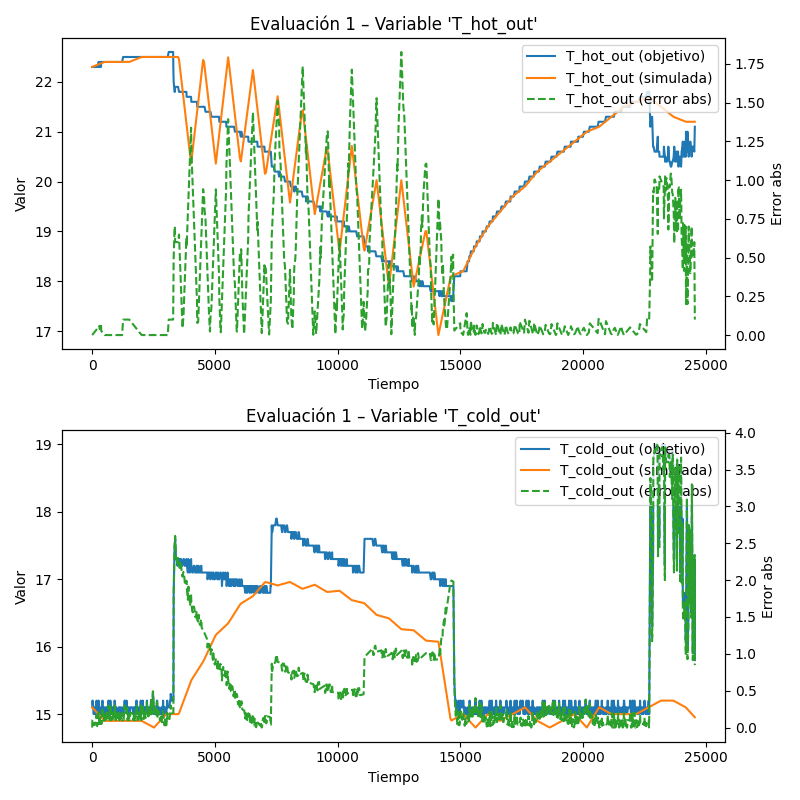 Evaluación 1 – Variable 'T_hot_out'
T_hot_out (objetivo)
T_hot_out (simulada)
T_hot_out (error abs)
Valor
22
21
20
19
18
17
1.75
1.50
1.25
1.00
0.75
0.50
0.25
0.00
Error abs
0
5000
10000
15000
20000
25000
Tiempo
Evaluación 1 – Variable 'T_cold_out'
T_cold_out (objetivo)
T_cold_out (simulada)
T_cold_out (error abs)
Valor
19
18
17
16
15
4.0
3.5
3.0
2.5
2.0
1.5
1.0
0.5
0.0
Error abs
0
5000
10000
15000
20000
25000
Tiempo